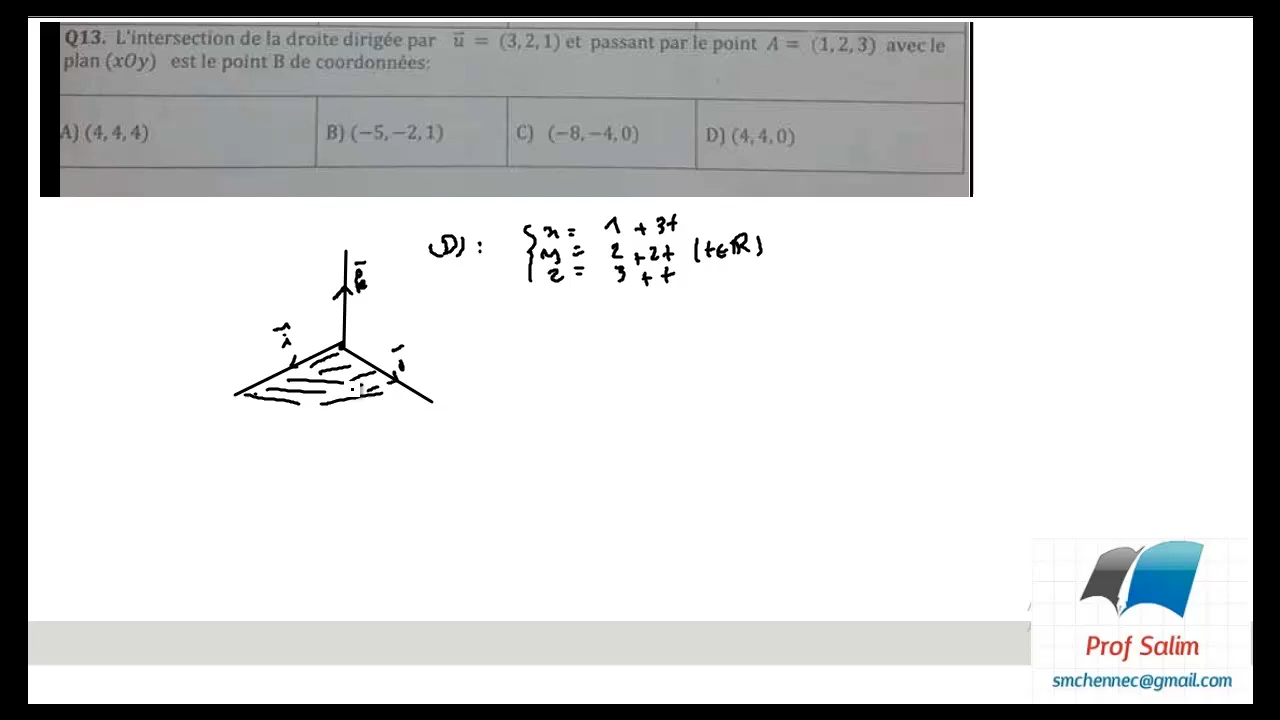 Q13. L'intersection de la droite dirigée par u⃗ = (3, 2, 1) et passant par le point A = (1, 2, 3) avec le
plan (xOy) est le point B de coordonnées:
A) (4, 4, 4) B) (−5, −2, 1) C) (−8, −4, 0) D) (4, 4, 0)
(D) : { x = 1 + 3t
y = 2 + 2t (t∈ℝ)
z = 3 + t
k⃗
i⃗
j⃗
Prof Salim
smchennec@gmail.com